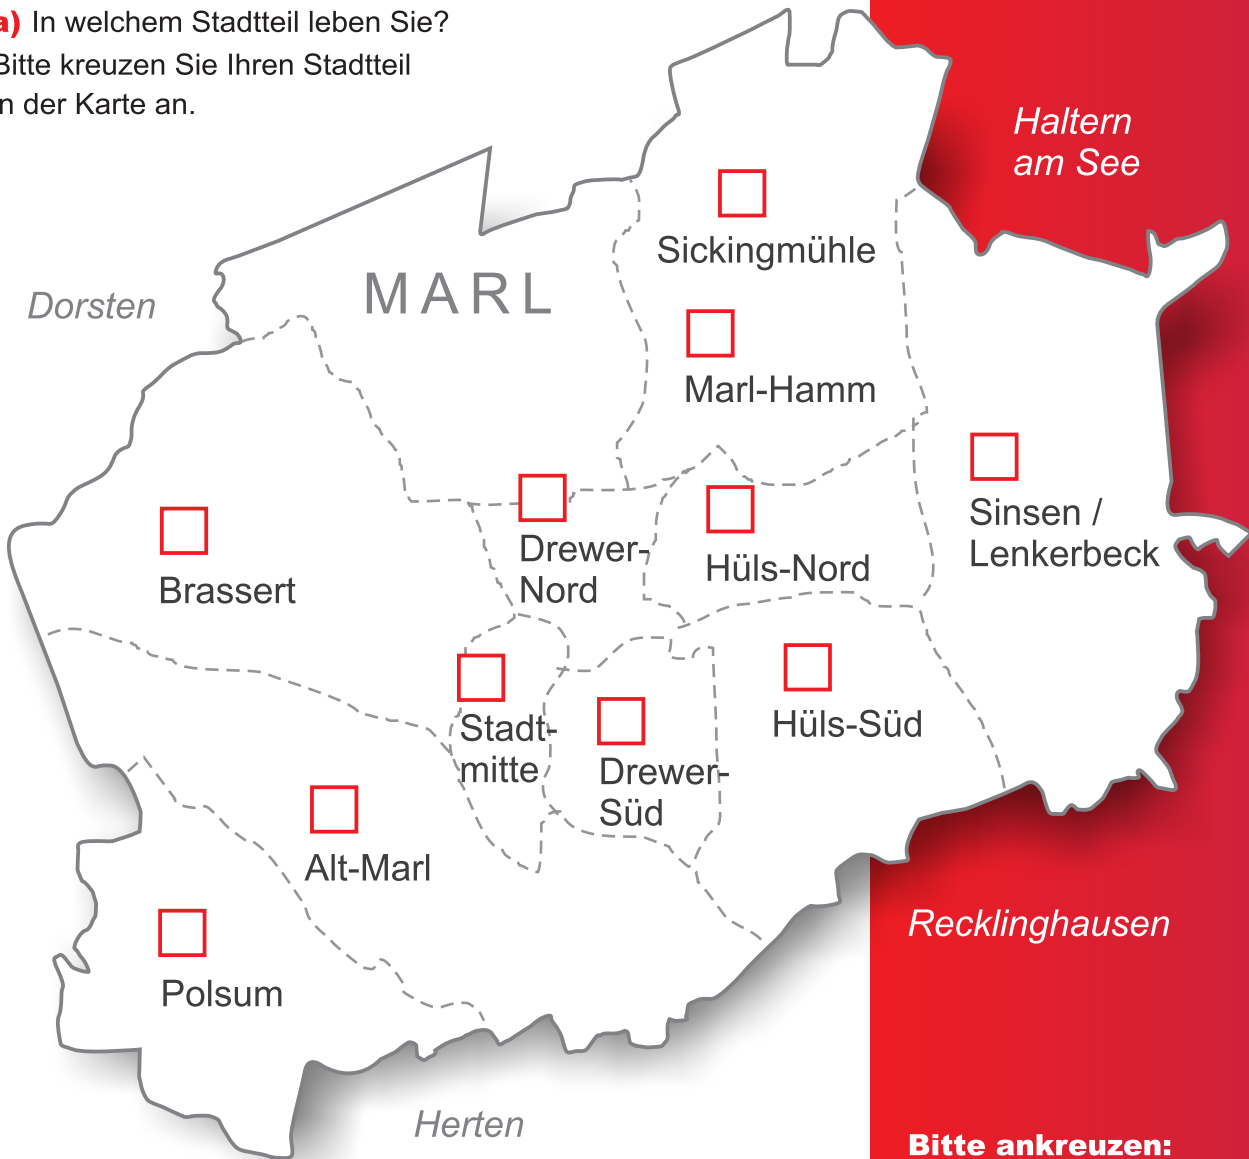 a) In welchem Stadtteil leben Sie?
Bitte kreuzen Sie Ihren Stadtteil
n der Karte an.
Haltern
am See
Sickingmühle
MARL
Dorsten
Marl-Hamm
Sinsen /
Lenkerbeck
Drewer-
Nord
Hüls-Nord
Brassert
Stadt-
mitte
Hüls-Süd
Drewer-
Süd
Alt-Marl
Recklinghausen
Polsum
Herten
Bitte ankreuzen: